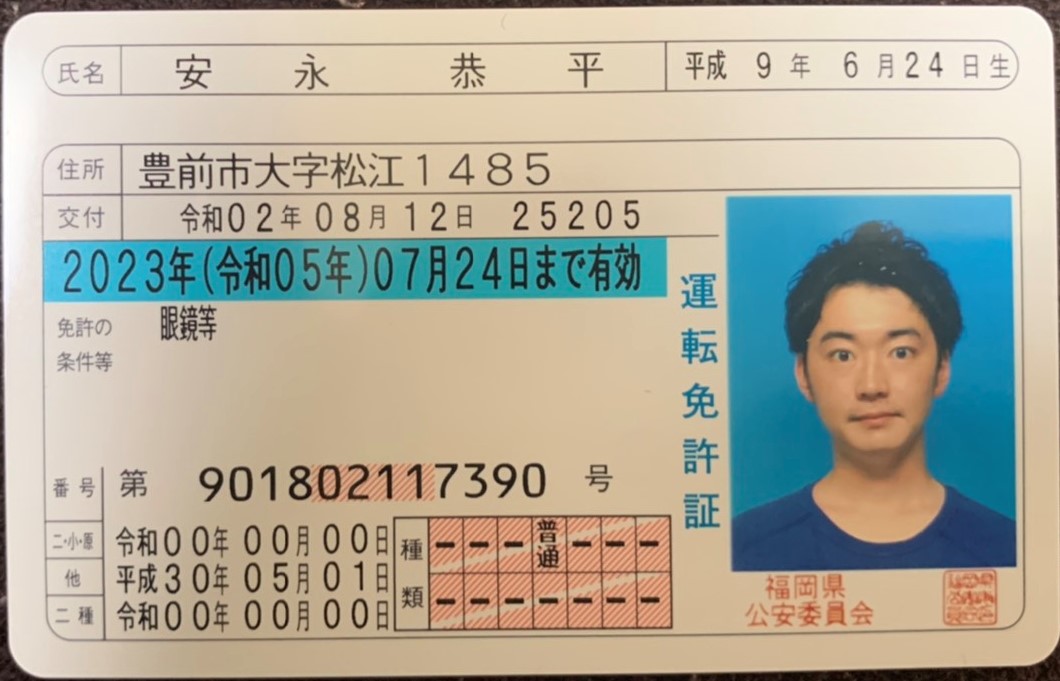 氏名 安永 恭平 平成 9年 6月24日生
住所 豊前市大字松江1485
交付 令和02年08月12日 25205
2023年(令和05年)07月24日まで有効
免許の
条件等
眼鏡等
運転免許証
番号 第 901802117390 号
二・小・原 令和00年00月00日
他 平成30年05月01日
二種 令和00年00月00日
種類
ー ー ー 普通 ー ー ー
ー ー ー ー ー ー ー
福岡県
公安委員会